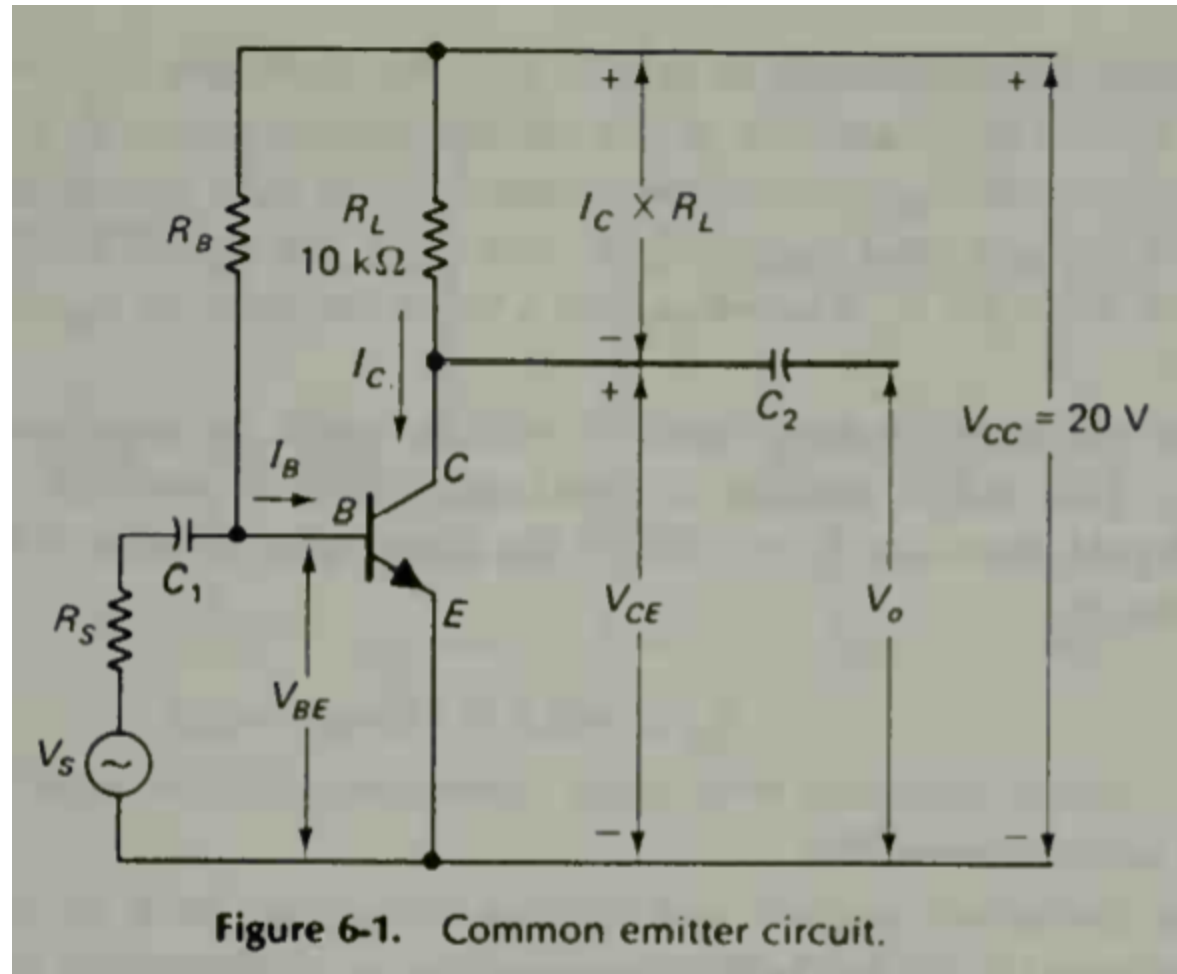 +
+
R_B
R_L
10 kΩ
I_C × R_L
−
I_C.
+
C_2
V_CC = 20 V
I_B
C
B
C_1
R_S
E
V_CE
V_o
V_BE
V_S
~
−
−
Figure 6-1. Common emitter circuit.